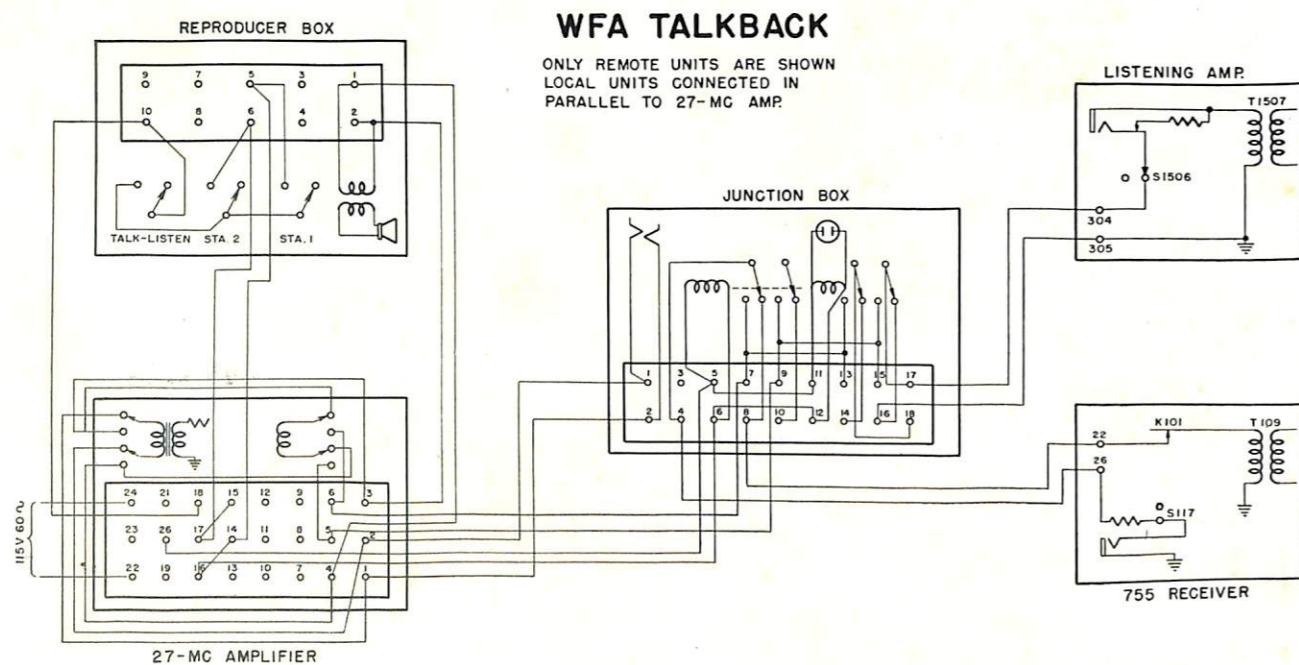 WFA TALKBACK
ONLY REMOTE UNITS ARE SHOWN
LOCAL UNITS CONNECTED IN
PARALLEL TO 27-MC AMP.
REPRODUCER BOX
9 7 5 3 1
10 8 6 4 2
TALK-LISTEN STA. 2 STA. 1
JUNCTION BOX
1 3 5 7 9 11 13 15 17
2 4 6 8 10 12 14 16 18
LISTENING AMP.
T1507
S1506
304
305
K101 T109
22
26
S117
755 RECEIVER
115V 60~
24 21 18 15 12 9 6 3
23 26 17 14 11 8 5 2
22 19 16 13 10 7 4 1
27-MC AMPLIFIER